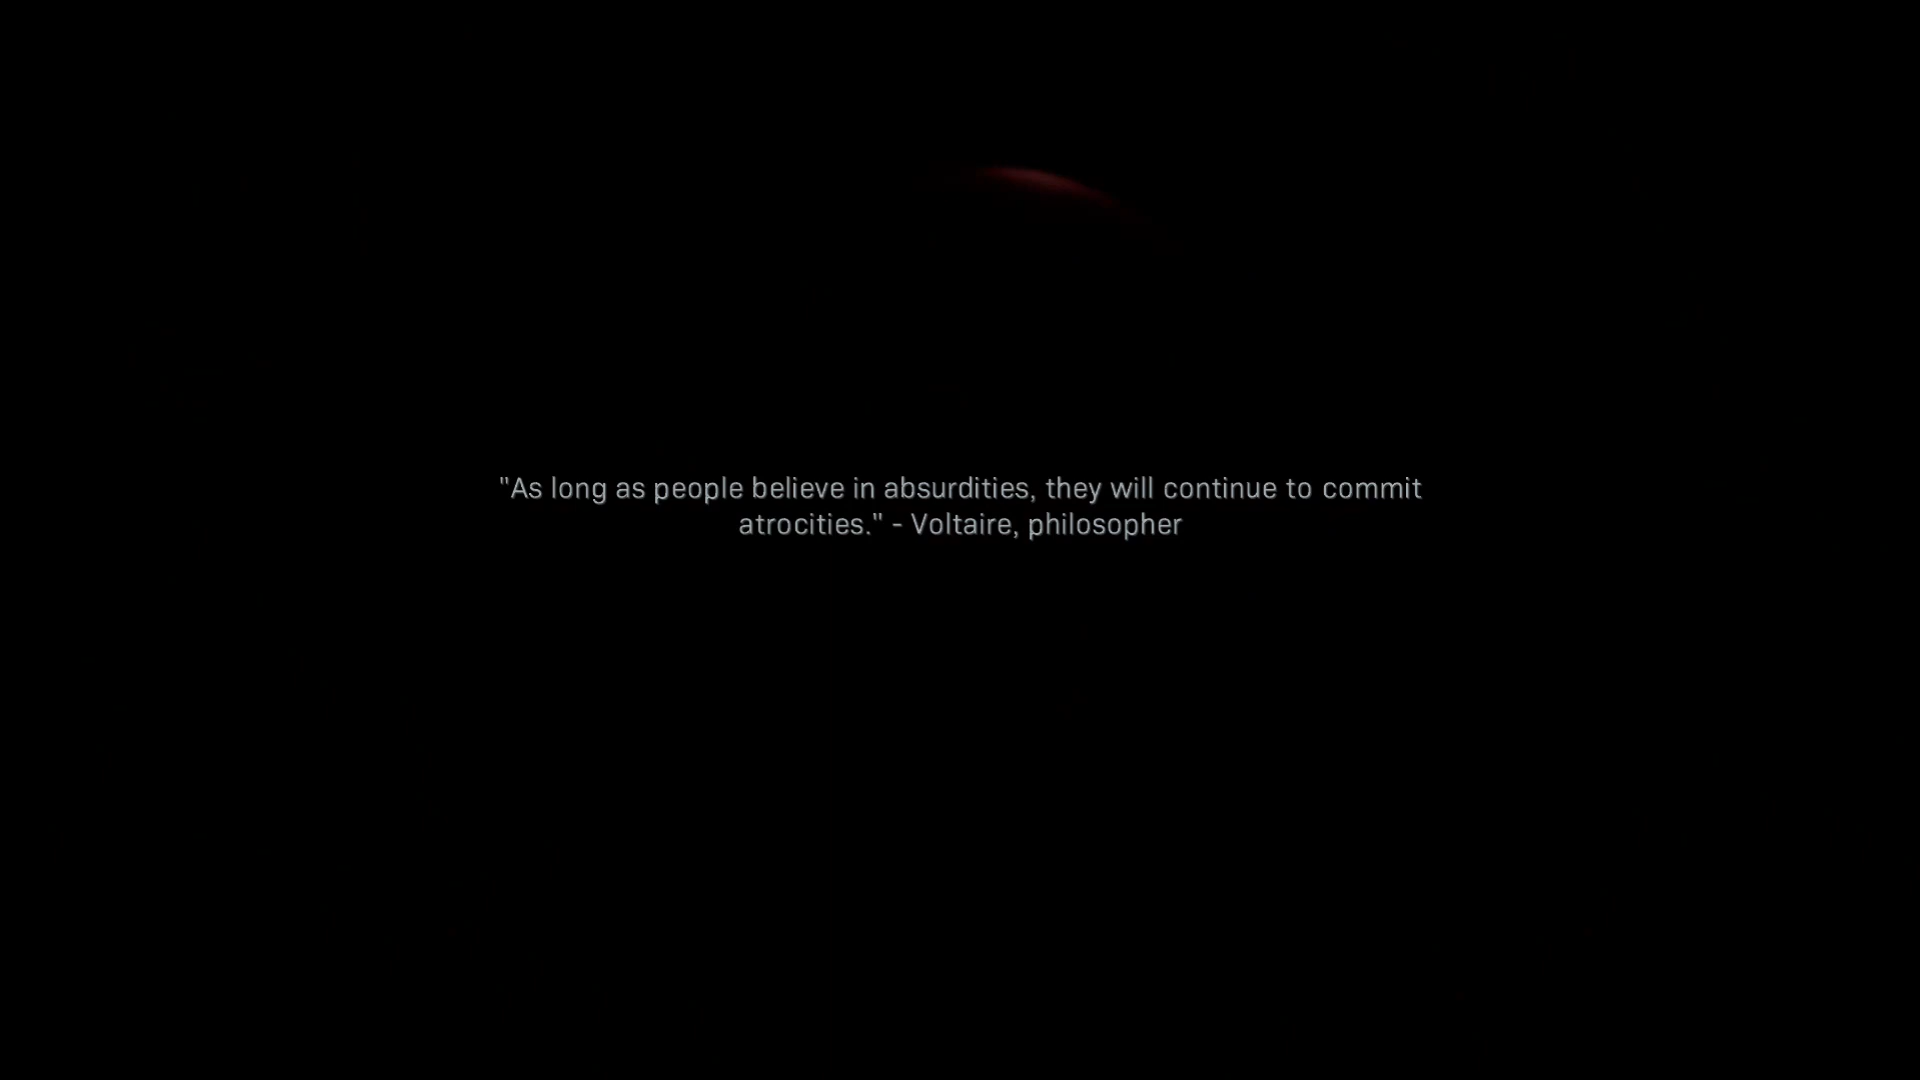 "As long as people believe in absurdities, they will continue to commit
atrocities." - Voltaire, philosopher